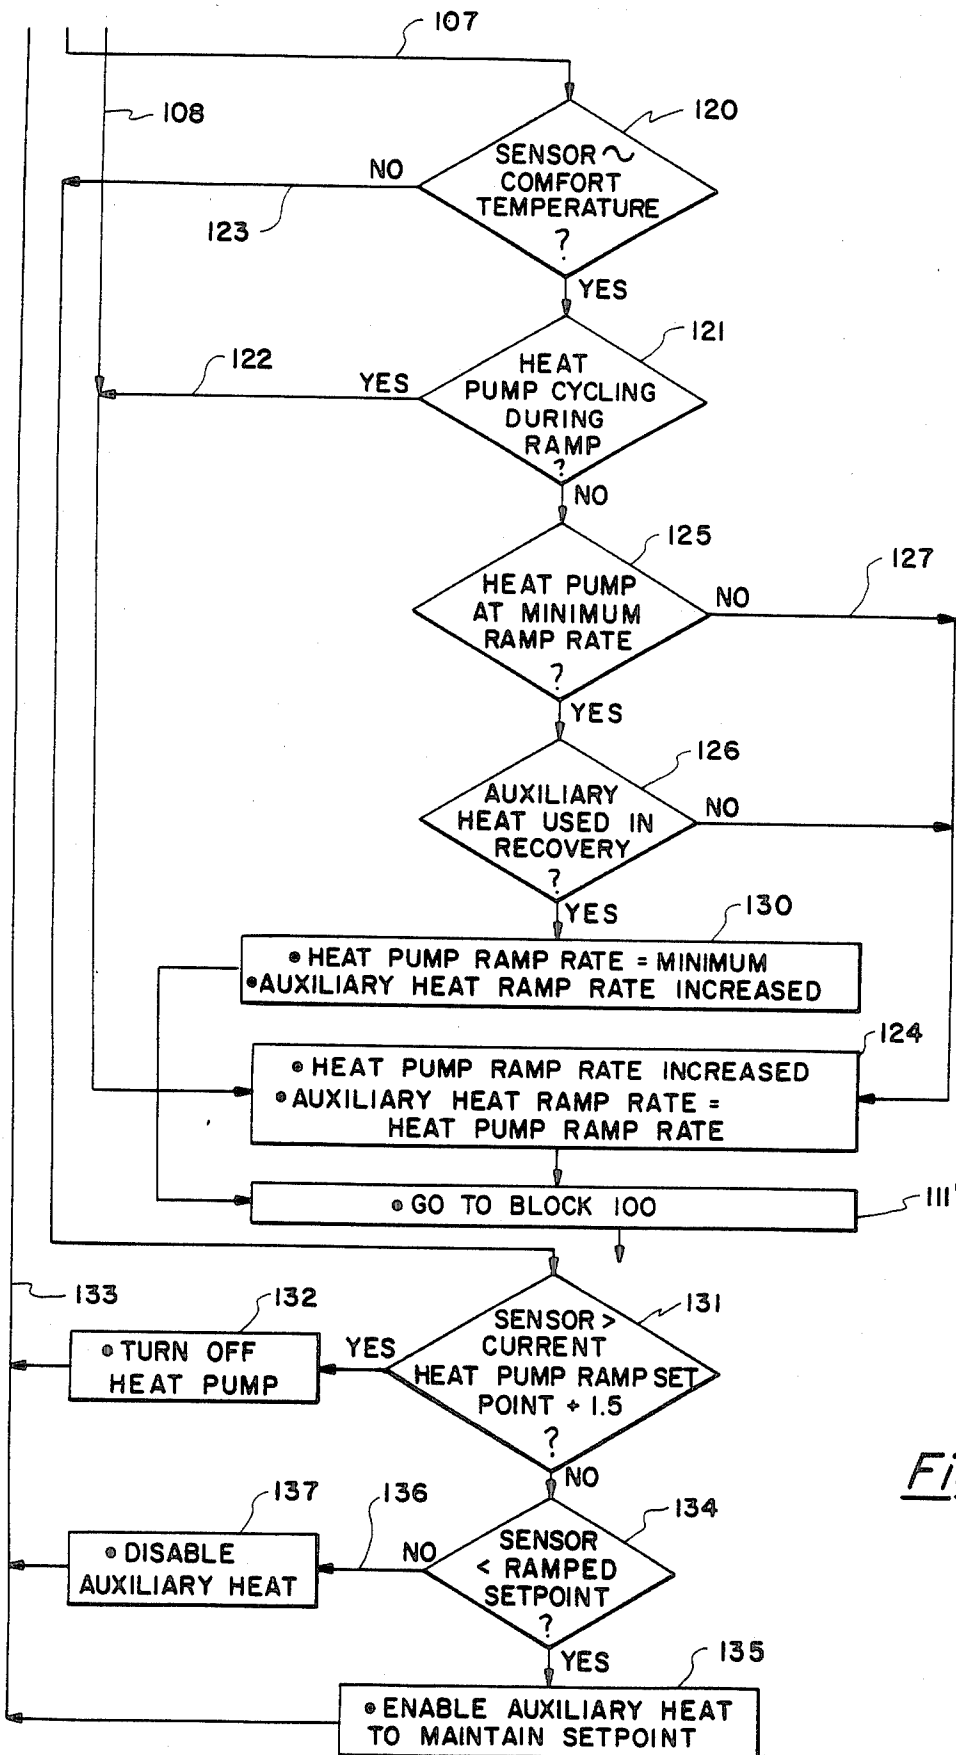 107
108
120
SENSOR ~
COMFORT
TEMPERATURE
?
NO
123
YES
121
HEAT
PUMP CYCLING
DURING
RAMP
?
YES
122
NO
125
127
HEAT PUMP
AT MINIMUM
RAMP RATE
?
NO
YES
126
AUXILIARY
HEAT USED IN
RECOVERY
?
NO
YES
130
• HEAT PUMP RAMP RATE = MINIMUM
• AUXILIARY HEAT RAMP RATE INCREASED
124
• HEAT PUMP RAMP RATE INCREASED
• AUXILIARY HEAT RAMP RATE =
HEAT PUMP RAMP RATE
• GO TO BLOCK 100
111'
133
132
131
SENSOR >
CURRENT
HEAT PUMP RAMP SET
POINT + 1.5
?
YES
• TURN OFF
HEAT PUMP
NO
137
136
134
SENSOR
< RAMPED
SETPOINT
?
NO
• DISABLE
AUXILIARY HEAT
YES
135
• ENABLE AUXILIARY HEAT
TO MAINTAIN SETPOINT